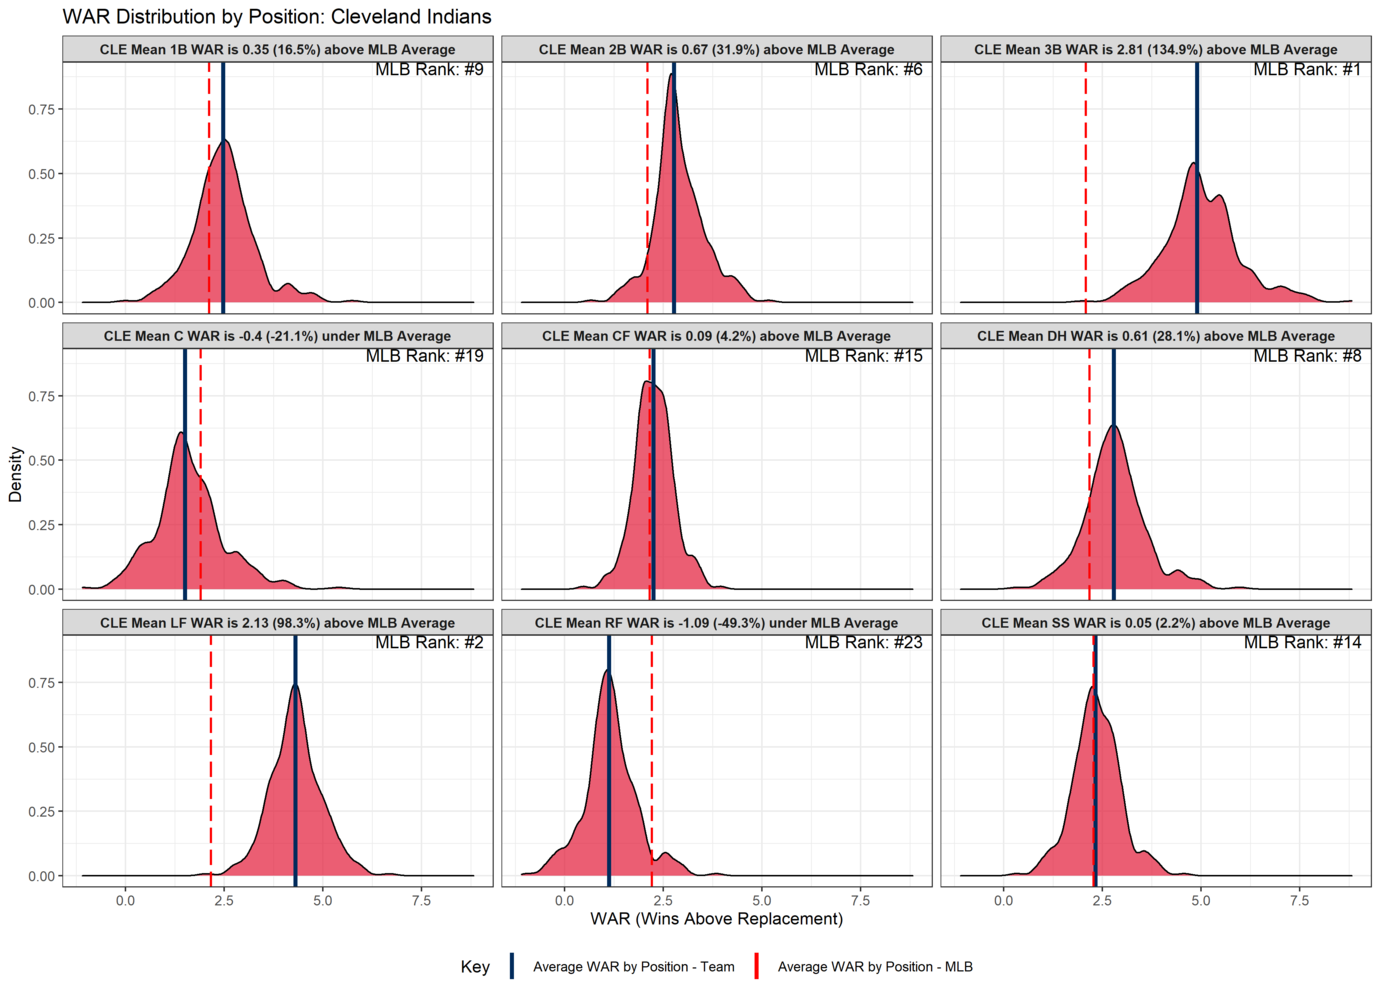 WAR Distribution by Position: Cleveland Indians
CLE Mean 1B WAR is 0.35 (16.5%) above MLB Average
CLE Mean 2B WAR is 0.67 (31.9%) above MLB Average
CLE Mean 3B WAR is 2.81 (134.9%) above MLB Average
MLB Rank: #9
MLB Rank: #6
MLB Rank: #1
0.75
0.50
0.25
0.00
CLE Mean C WAR is -0.4 (-21.1%) under MLB Average
CLE Mean CF WAR is 0.09 (4.2%) above MLB Average
CLE Mean DH WAR is 0.61 (28.1%) above MLB Average
MLB Rank: #19
MLB Rank: #15
MLB Rank: #8
0.75
0.50
0.25
0.00
Density
CLE Mean LF WAR is 2.13 (98.3%) above MLB Average
CLE Mean RF WAR is -1.09 (-49.3%) under MLB Average
CLE Mean SS WAR is 0.05 (2.2%) above MLB Average
MLB Rank: #2
MLB Rank: #23
MLB Rank: #14
0.75
0.50
0.25
0.00
0.0 2.5 5.0 7.5
0.0 2.5 5.0 7.5
0.0 2.5 5.0 7.5
WAR (Wins Above Replacement)
Key
Average WAR by Position - Team
Average WAR by Position - MLB